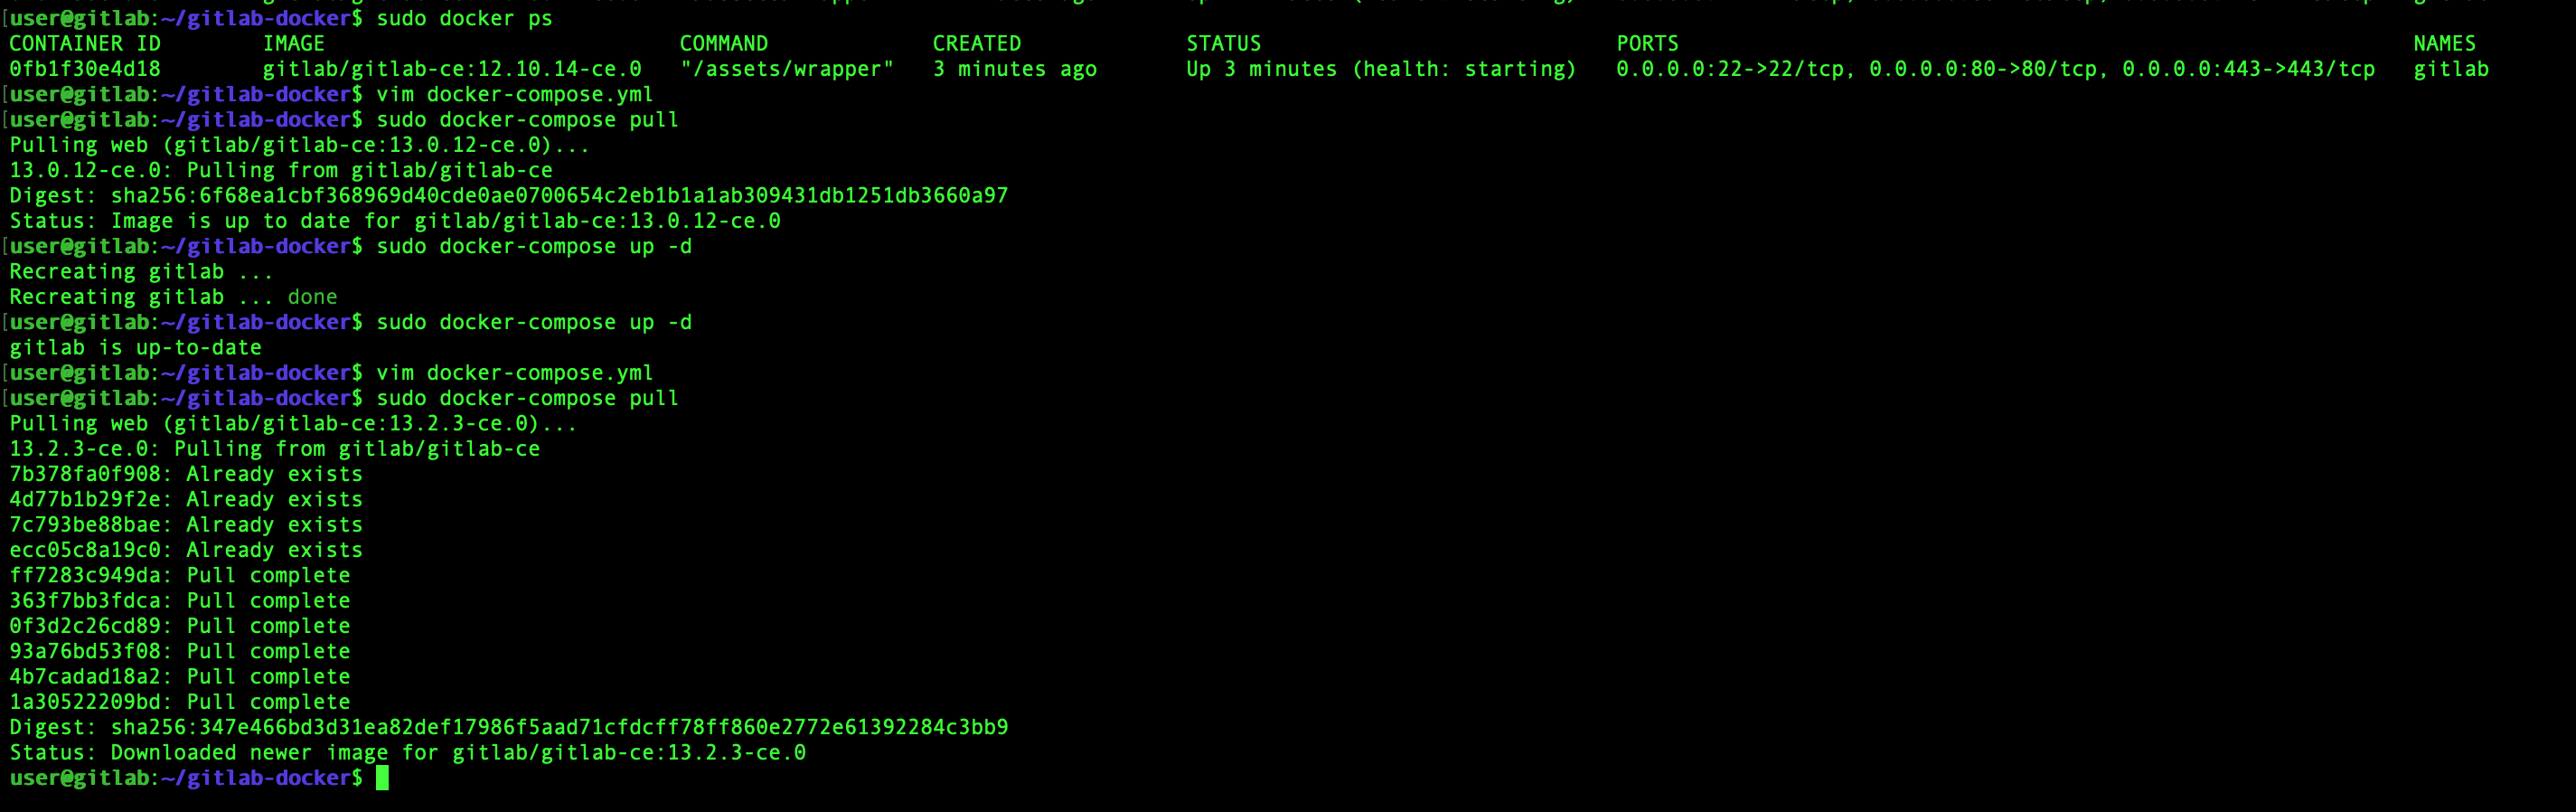 [user@gitlab:~/gitlab-docker$ sudo docker ps
CONTAINER ID IMAGE COMMAND CREATED STATUS PORTS NAMES
0fb1f30e4d18 gitlab/gitlab-ce:12.10.14-ce.0 "/assets/wrapper" 3 minutes ago Up 3 minutes (health: starting) 0.0.0.0:22->22/tcp, 0.0.0.0:80->80/tcp, 0.0.0.0:443->443/tcp gitlab
[user@gitlab:~/gitlab-docker$ vim docker-compose.yml
[user@gitlab:~/gitlab-docker$ sudo docker-compose pull
Pulling web (gitlab/gitlab-ce:13.0.12-ce.0)...
13.0.12-ce.0: Pulling from gitlab/gitlab-ce
Digest: sha256:6f68ea1cbf368969d40cde0ae0700654c2eb1b1a1ab309431db1251db3660a97
Status: Image is up to date for gitlab/gitlab-ce:13.0.12-ce.0
[user@gitlab:~/gitlab-docker$ sudo docker-compose up -d
Recreating gitlab ...
Recreating gitlab ... done
[user@gitlab:~/gitlab-docker$ sudo docker-compose up -d
gitlab is up-to-date
[user@gitlab:~/gitlab-docker$ vim docker-compose.yml
[user@gitlab:~/gitlab-docker$ sudo docker-compose pull
Pulling web (gitlab/gitlab-ce:13.2.3-ce.0)...
13.2.3-ce.0: Pulling from gitlab/gitlab-ce
7b378fa0f908: Already exists
4d77b1b29f2e: Already exists
7c793be88bae: Already exists
ecc05c8a19c0: Already exists
ff7283c949da: Pull complete
363f7bb3fdca: Pull complete
0f3d2c26cd89: Pull complete
93a76bd53f08: Pull complete
4b7cadad18a2: Pull complete
1a30522209bd: Pull complete
Digest: sha256:347e466bd3d31ea82def17986f5aad71cfdcff78ff860e2772e61392284c3bb9
Status: Downloaded newer image for gitlab/gitlab-ce:13.2.3-ce.0
user@gitlab:~/gitlab-docker$